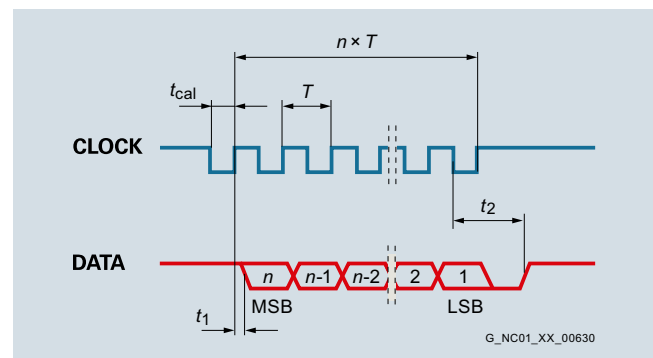 n × T
tcal
T
CLOCK
t2
DATA
n
n-1
n-2
2
1
t1
MSB
LSB
G_NC01_XX_00630